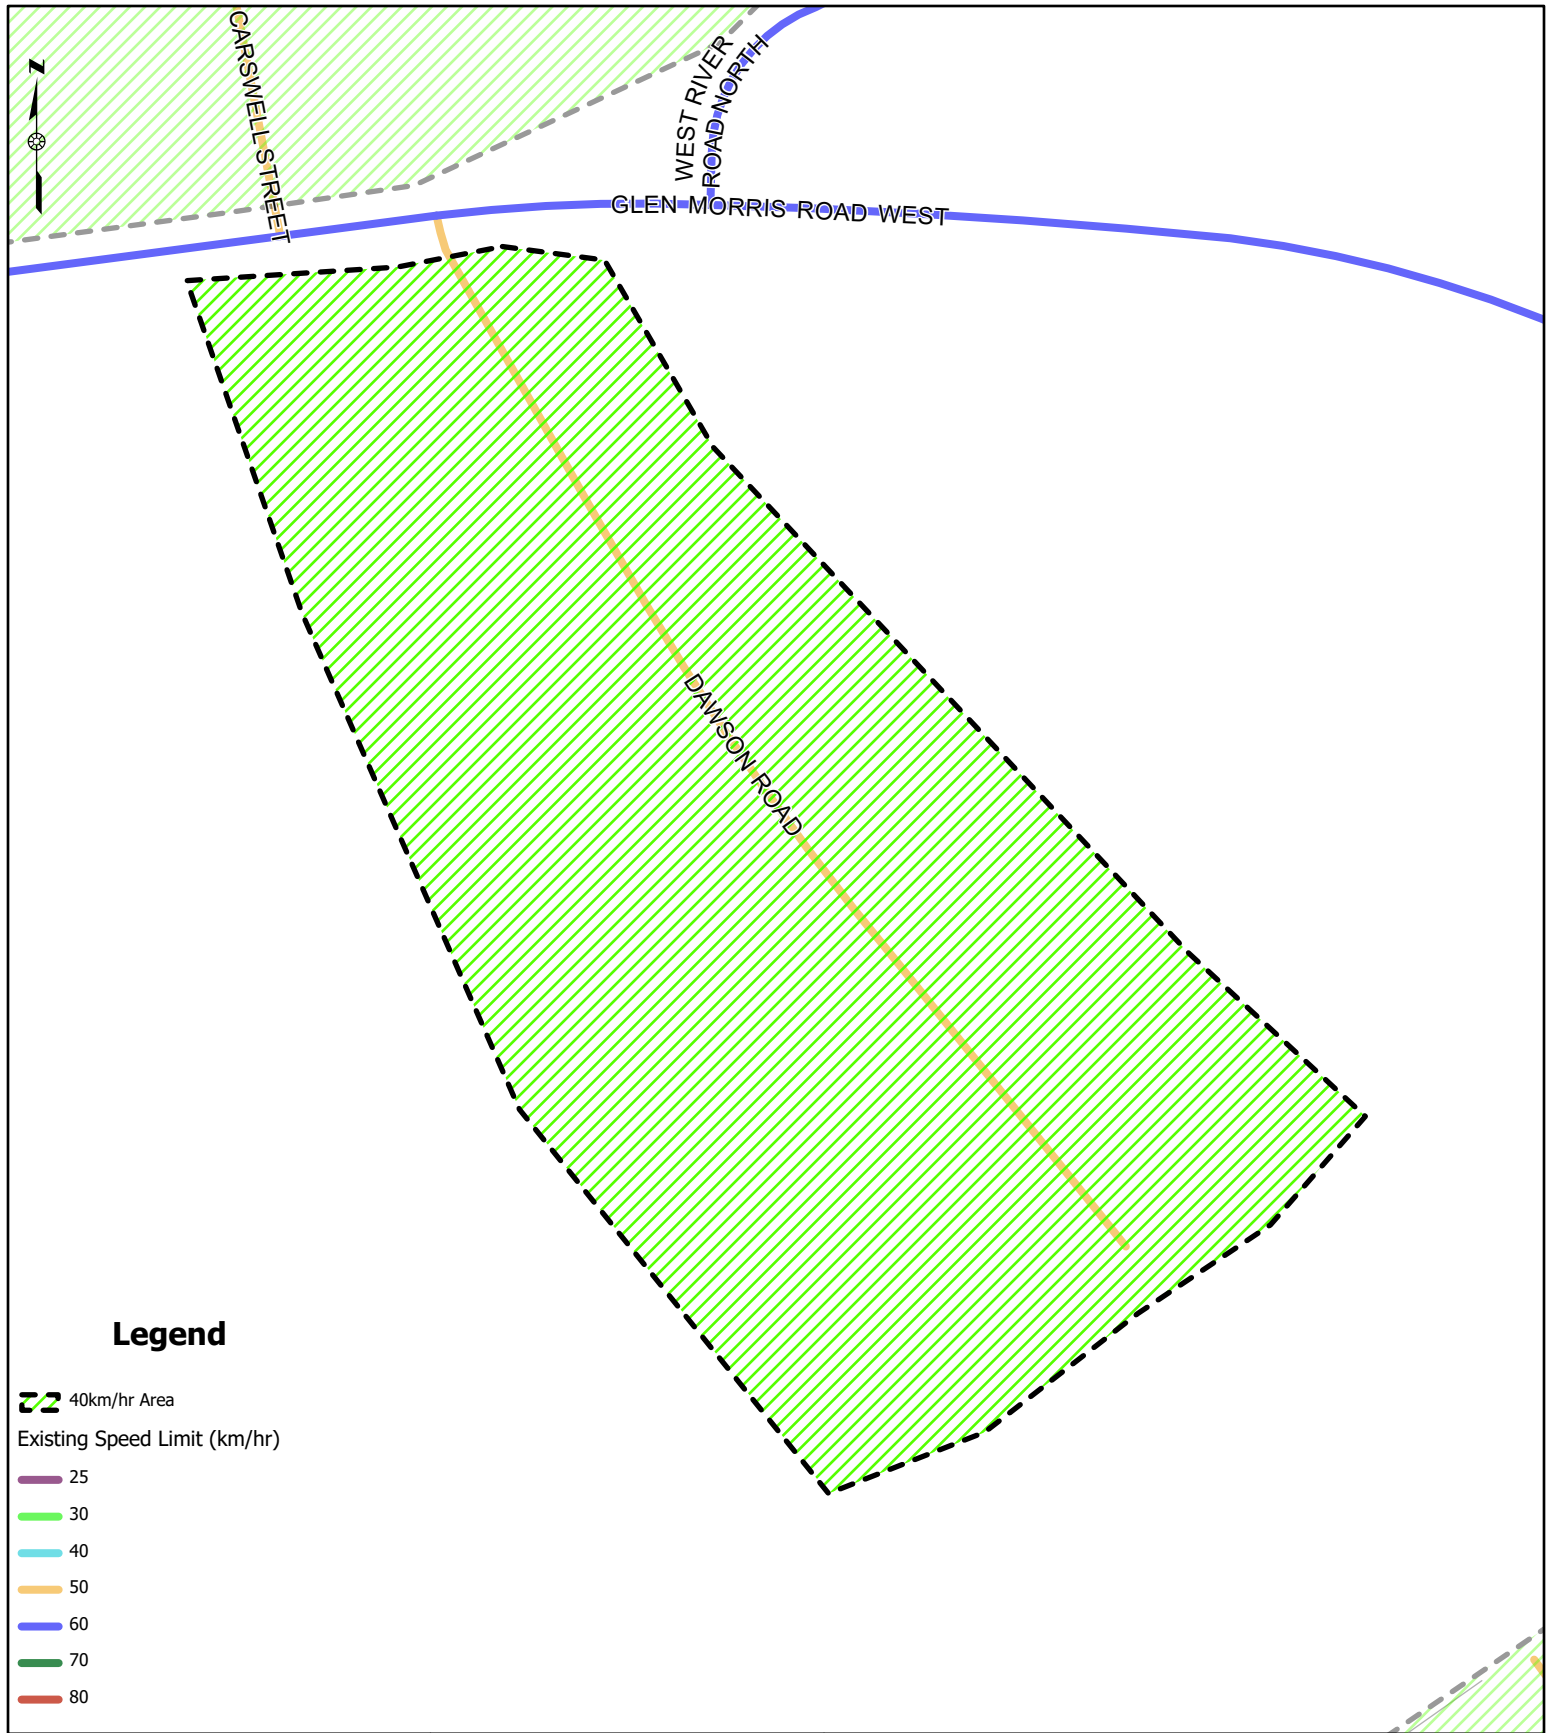 CARSWELL STREET
N
WEST RIVER
ROAD NORTH
GLEN MORRIS ROAD WEST
DAWSON ROAD
Legend
40km/hr Area
Existing Speed Limit (km/hr)
25
30
40
50
60
70
80